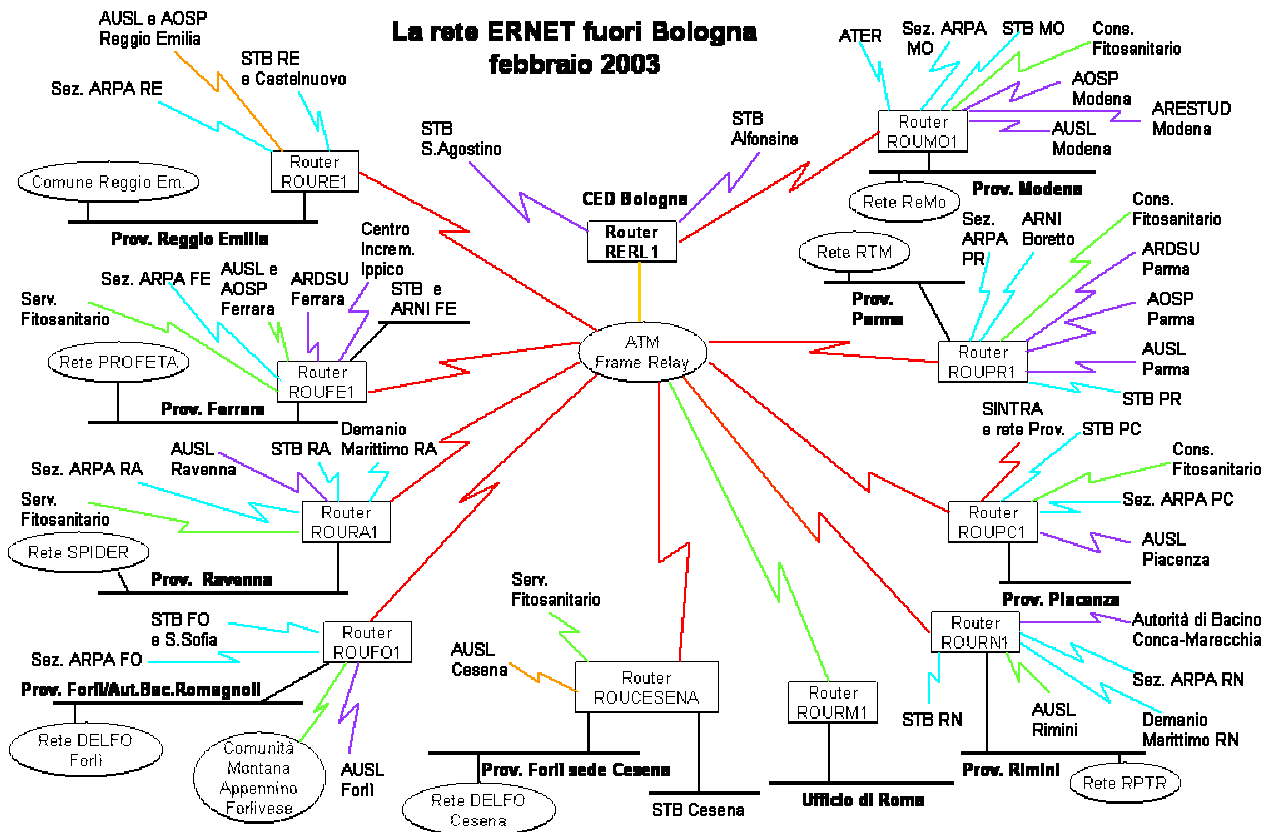 La rete ERNET fuori Bologna
febbraio 2003
AUSL e AOSP
Reggio Emilia
STB RE
e Castelnuovo
Sez. ARPA RE
Router
ROURE1
Comune Reggio Em.
Prov. Reggio Emilia
STB
S.Agostino
STB
Alfonsine
CED Bologna
Router
RERL1
ATER
Sez. ARPA
MO
STB MO
Cons.
Fitosanitario
AOSP
Modena
ARESTUD
Modena
AUSL
Modena
Router
ROUMO1
Prov. Modena
Rete ReMo
Serv.
Fitosanitario
Sez. ARPA FE
AUSL e
AOSP
Ferrara
ARDSU
Ferrara
Centro
Increm.
Ippico
STB e
ARNI FE
Rete PROFETA
Router
ROUFE1
Prov. Ferrara
ATM
Frame Relay
Rete RTM
Prov.
Parma
Sez.
ARPA
PR
ARNI
Boretto
Cons.
Fitosanitario
ARDSU
Parma
AOSP
Parma
AUSL
Parma
STB PR
Router
ROUPR1
Sez. ARPA RA
AUSL
Ravenna
STB RA
Demanio
Marittimo RA
Serv.
Fitosanitario
Rete SPIDER
Router
ROURA1
Prov. Ravenna
SINTRA
e rete Prov.
STB PC
Cons.
Fitosanitario
Sez. ARPA PC
AUSL
Piacenza
Router
ROUPC1
Prov. Piacenza
STB FO
e S.Sofia
Sez. ARPA FO
Router
ROUFO1
Prov. Forlì/Aut.Bac.Romagnoli
Rete DELFO
Forlì
Comunità
Montana
Appennino
Forlivese
AUSL
Forlì
Serv.
Fitosanitario
AUSL
Cesena
Router
ROUCESENA
Prov. Forlì sede Cesena
Rete DELFO
Cesena
STB Cesena
Router
ROURM1
Ufficio di Roma
Router
ROURN1
Autorità di Bacino
Conca-Marecchia
Sez. ARPA RN
Demanio
Marittimo RN
AUSL
Rimini
STB RN
Prov. Rimini
Rete RPTR